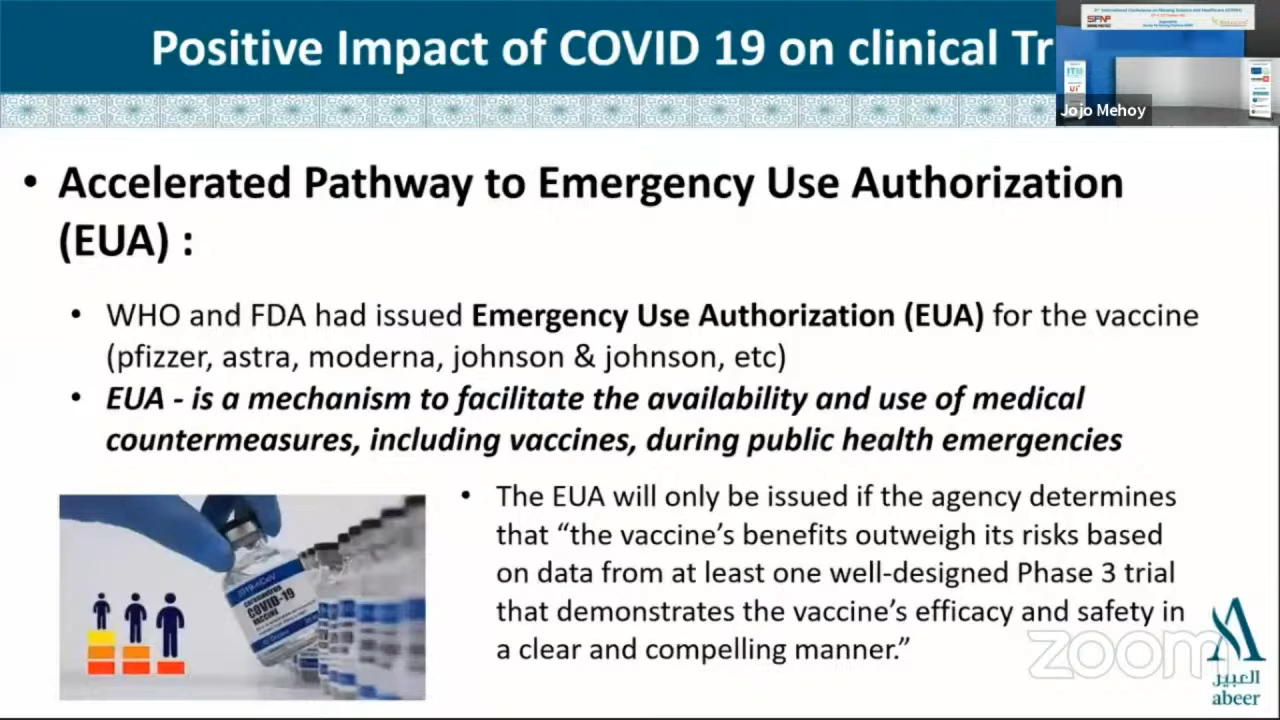 Positive Impact of COVID 19 on clinical Tr
Jojo Mehoy
• Accelerated Pathway to Emergency Use Authorization
(EUA) :
• WHO and FDA had issued Emergency Use Authorization (EUA) for the vaccine
(pfizzer, astra, moderna, johnson & johnson, etc)
• EUA - is a mechanism to facilitate the availability and use of medical
countermeasures, including vaccines, during public health emergencies
• The EUA will only be issued if the agency determines
that “the vaccine’s benefits outweigh its risks based
on data from at least one well-designed Phase 3 trial
that demonstrates the vaccine’s efficacy and safety in
a clear and compelling manner.”
CORONAVIRUS
COVID-19
VACCINE
zoom
العبير
abeer